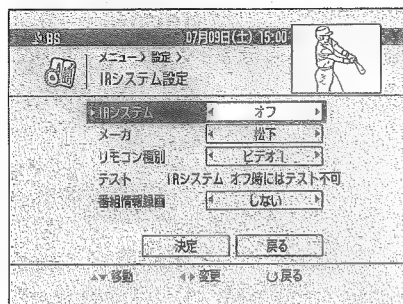 BS 07月09日(土) 15:00
メニュー〉設定〉
IRシステム設定
IRシステム オフ
メーカ 松下
リモコン種別 ビデオ1
テスト IRシステム オフ時にはテスト不可
番組情報録画 しない
決定 戻る
移動 変更 戻る